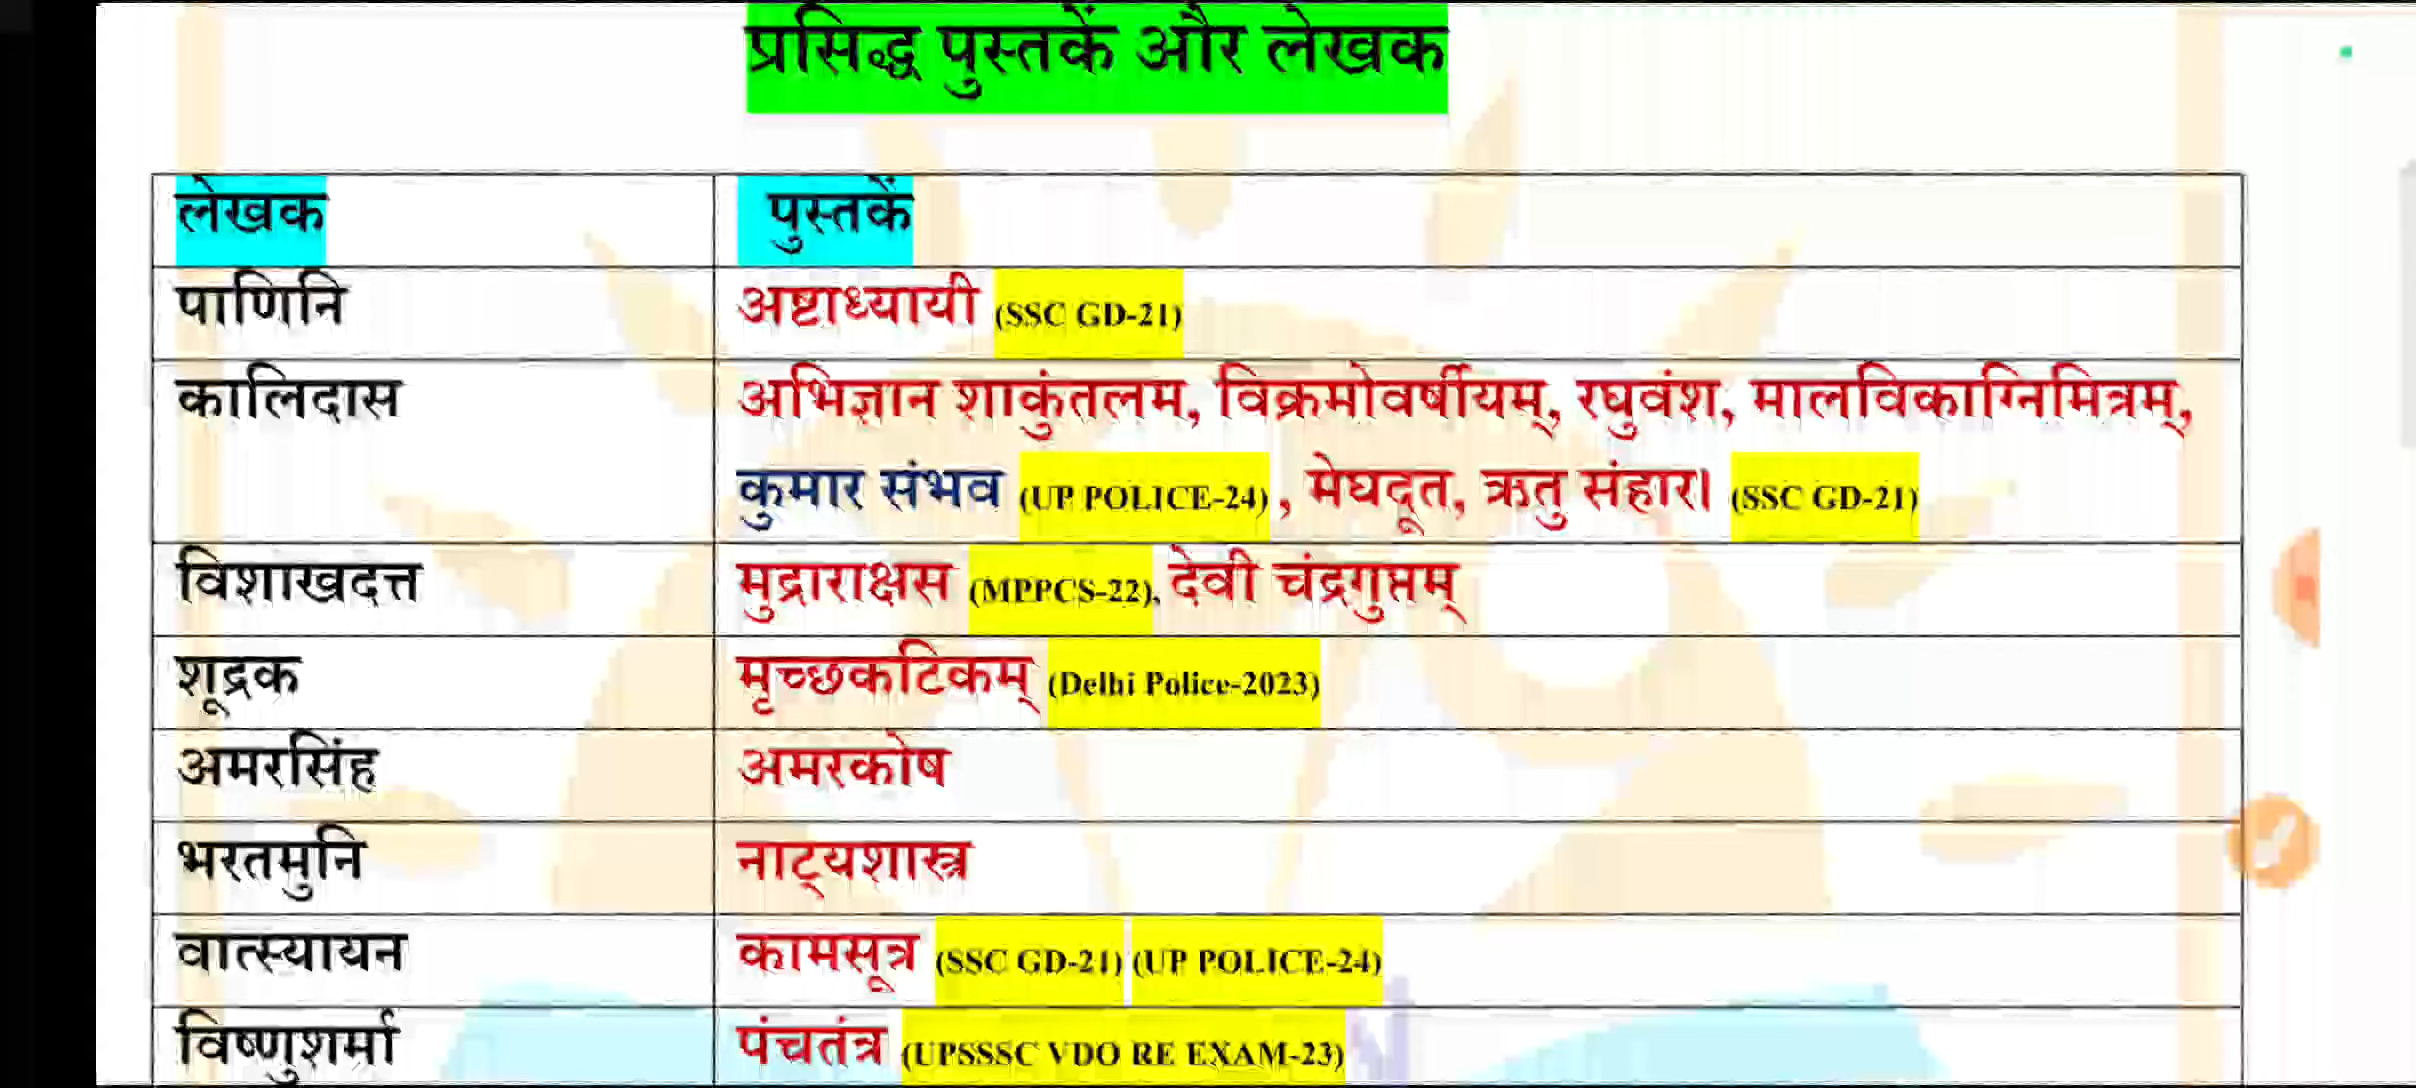 प्रसिद्ध पुस्तकें और लेखक
लेखक पुस्तकें
पाणिनि अष्टाध्यायी (SSC GD-21)
कालिदास अभिज्ञान शाकुंतलम, विक्रमोवर्षीयम्, रघुवंश, मालविकाग्निमित्रम्,
कुमार संभव (UP POLICE-24) , मेघदूत, ऋतु संहार। (SSC GD-21)
विशाखदत्त मुद्राराक्षस (MPPCS-22), देवी चंद्रगुप्तम्
शूद्रक मृच्छकटिकम् (Delhi Police-2023)
अमरसिंह अमरकोष
भरतमुनि नाट्यशास्त्र
वात्स्यायन कामसूत्र (SSC GD-21) (UP POLICE-24)
विष्णुशर्मा पंचतंत्र (UPSSSC VDO RE EXAM-23)